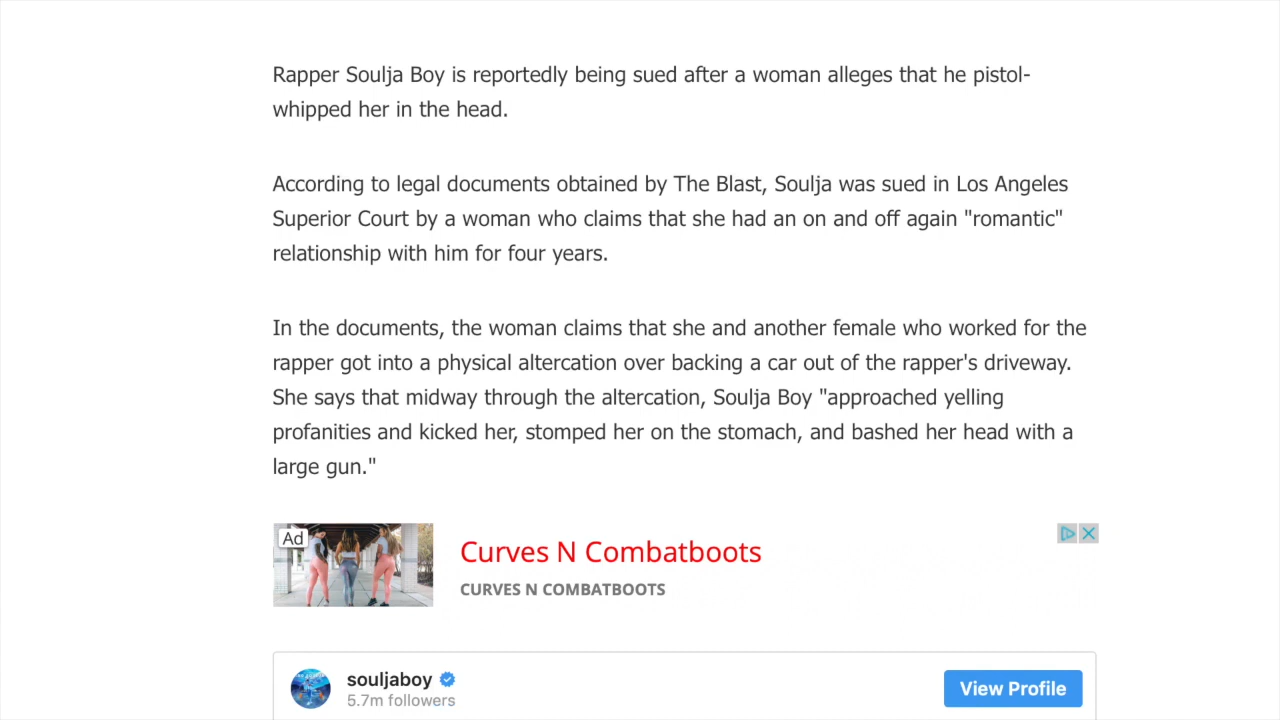 Rapper Soulja Boy is reportedly being sued after a woman alleges that he pistol-
whipped her in the head.
According to legal documents obtained by The Blast, Soulja was sued in Los Angeles
Superior Court by a woman who claims that she had an on and off again "romantic"
relationship with him for four years.
In the documents, the woman claims that she and another female who worked for the
rapper got into a physical altercation over backing a car out of the rapper's driveway.
She says that midway through the altercation, Soulja Boy "approached yelling
profanities and kicked her, stomped her on the stomach, and bashed her head with a
large gun."
Ad
Curves N Combatboots
CURVES N COMBATBOOTS
souljaboy
5.7m followers
View Profile